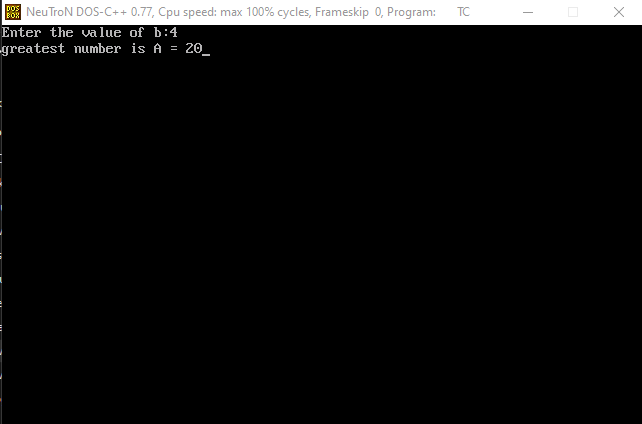 DOS
BOX
NeuTroN DOS-C++ 0.77, Cpu speed: max 100% cycles, Frameskip 0, Program: TC
Enter the value of b:4
greatest number is A = 20_